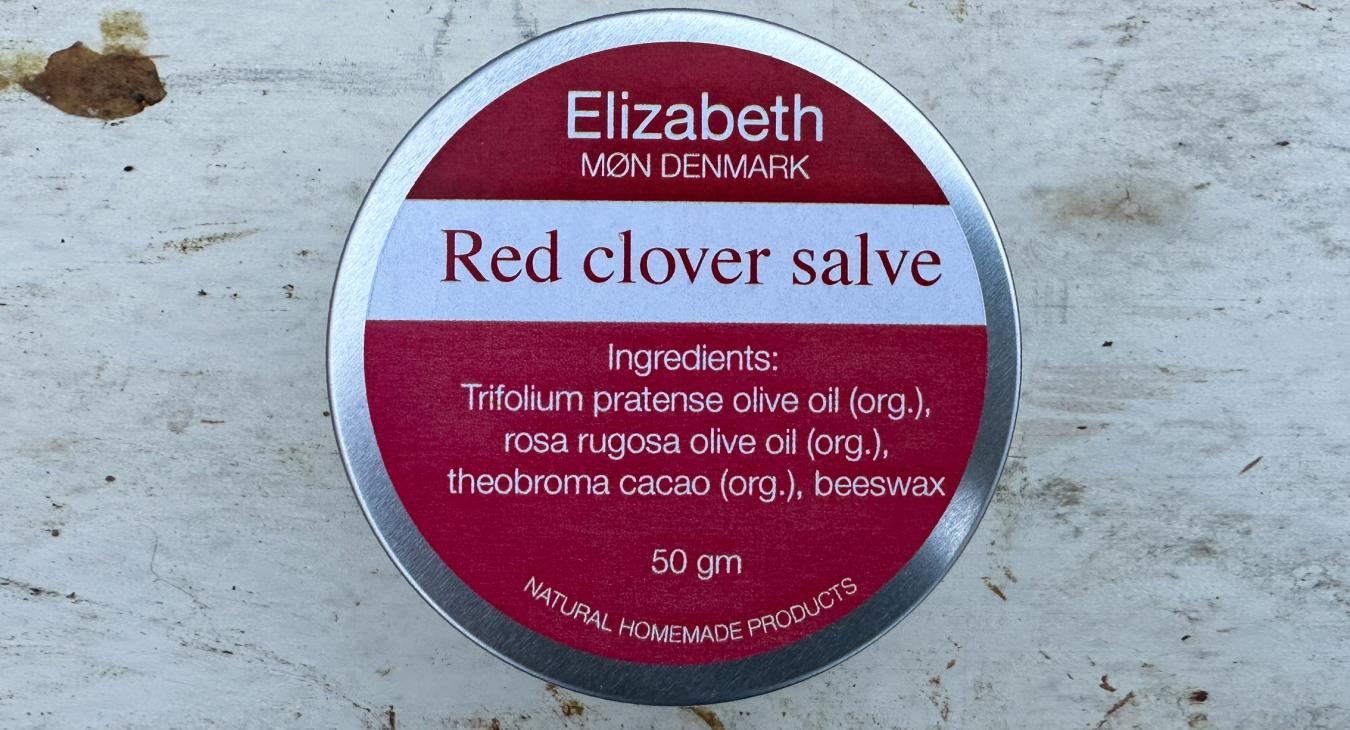 Elizabeth
MØN DENMARK
Red clover salve
Ingredients:
Trifolium pratense olive oil (org.),
rosa rugosa olive oil (org.),
theobroma cacao (org.), beeswax
50 gm
NATURAL HOMEMADE PRODUCTS